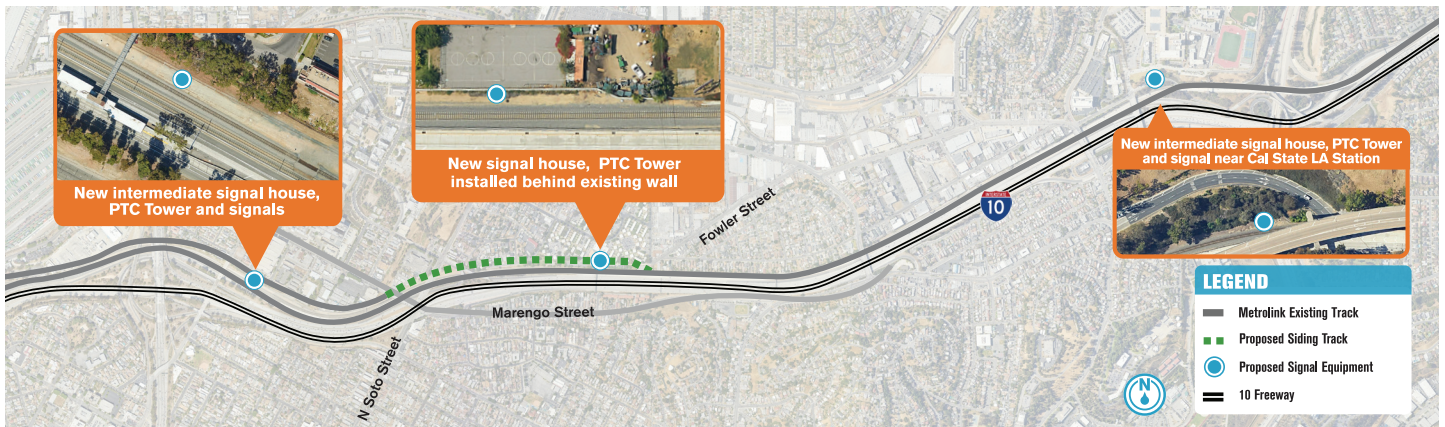 New intermediate signal house,
PTC Tower and signals
New signal house, PTC Tower
installed behind existing wall
New intermediate signal house, PTC Tower
and signal near Cal State LA Station
Fowler Street
INTERSTATE
10
Marengo Street
N Soto Street
LEGEND
Metrolink Existing Track
Proposed Siding Track
Proposed Signal Equipment
10 Freeway
N